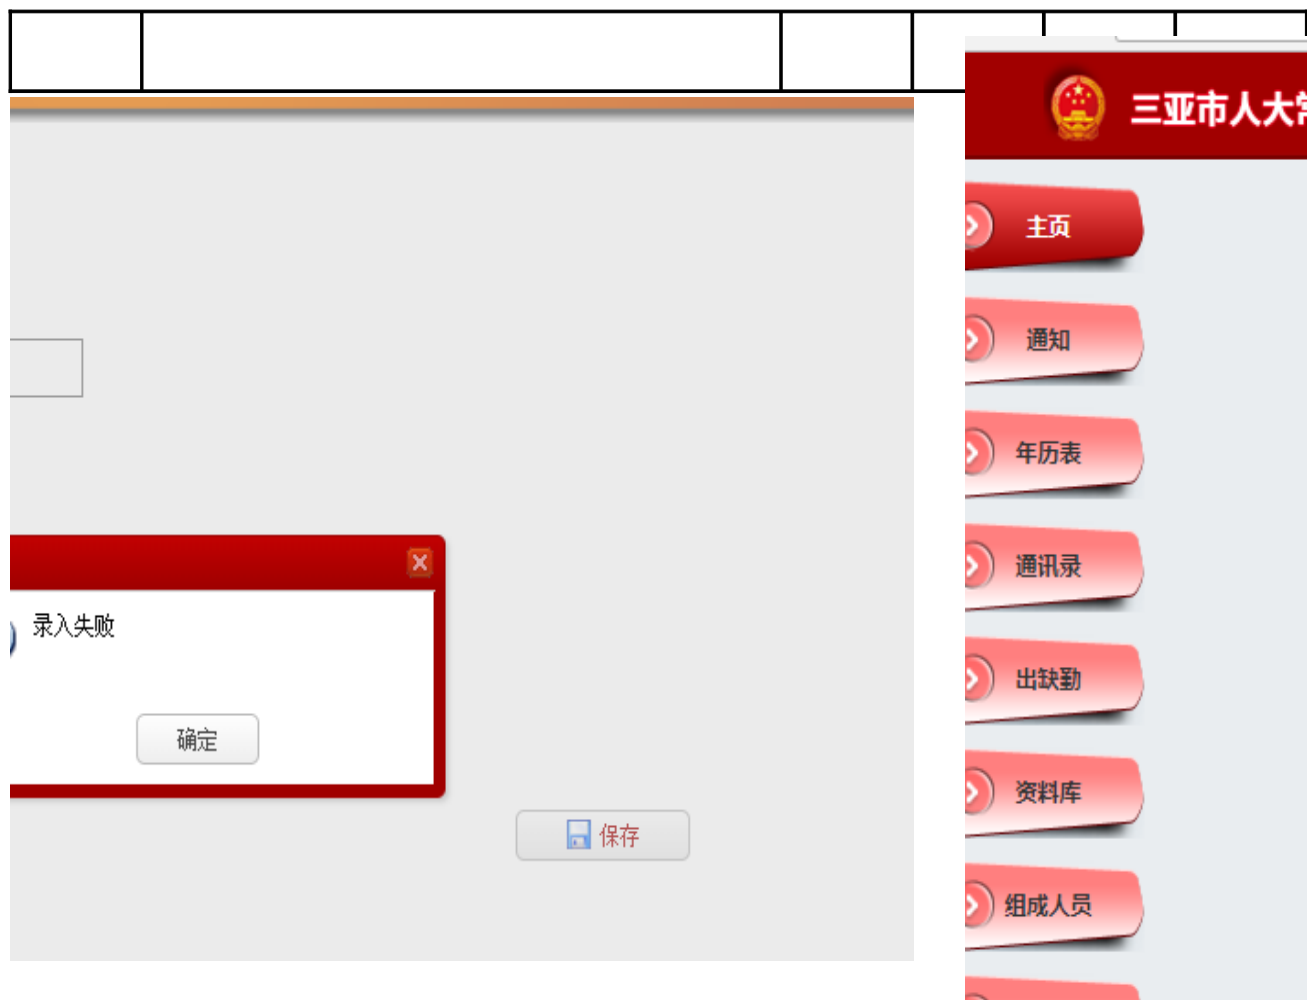 录入失败
确定
保存
三亚市人大常
主页
通知
年历表
通讯录
出缺勤
资料库
组成人员